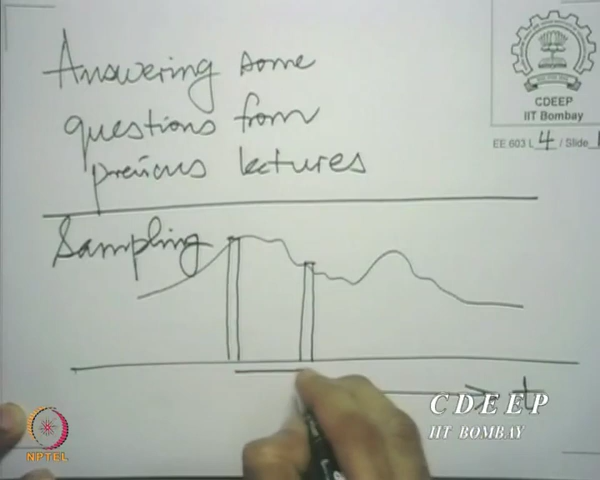 Answering some
questions from
previous lectures
CDEEP
IIT Bombay
EE 603 L 4 / Slide 1
Sampling
t
CDEEP
IIT BOMBAY
NPTEL